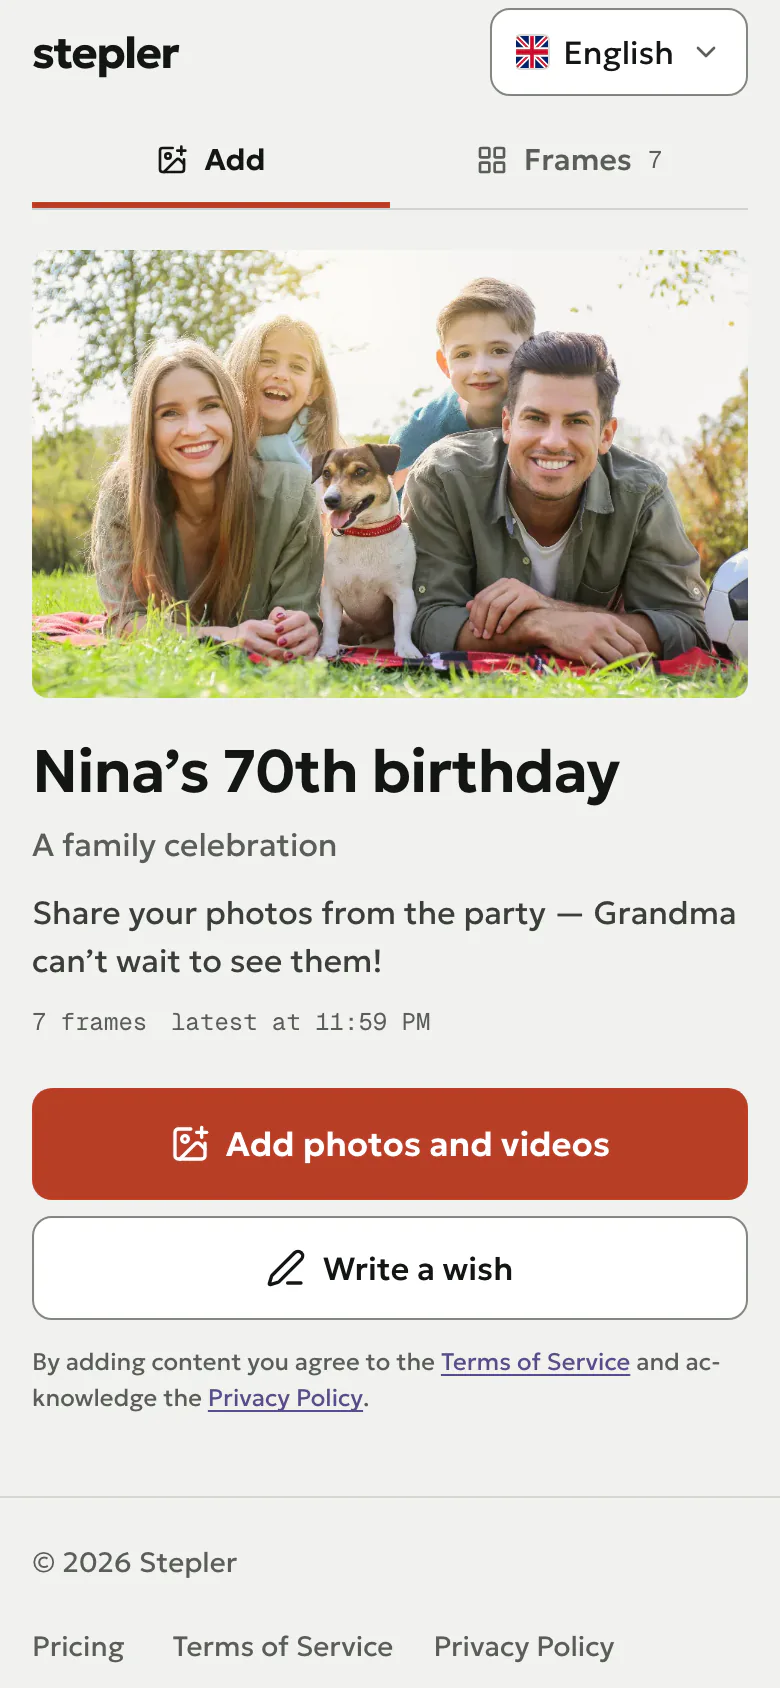 stepler
English
Add
Frames 7
Nina’s 70th birthday
A family celebration
Share your photos from the party — Grandma
can’t wait to see them!
7 frames latest at 11:59 PM
Add photos and videos
Write a wish
By adding content you agree to the Terms of Service and ac-
knowledge the Privacy Policy.
© 2026 Stepler
Pricing Terms of Service Privacy Policy